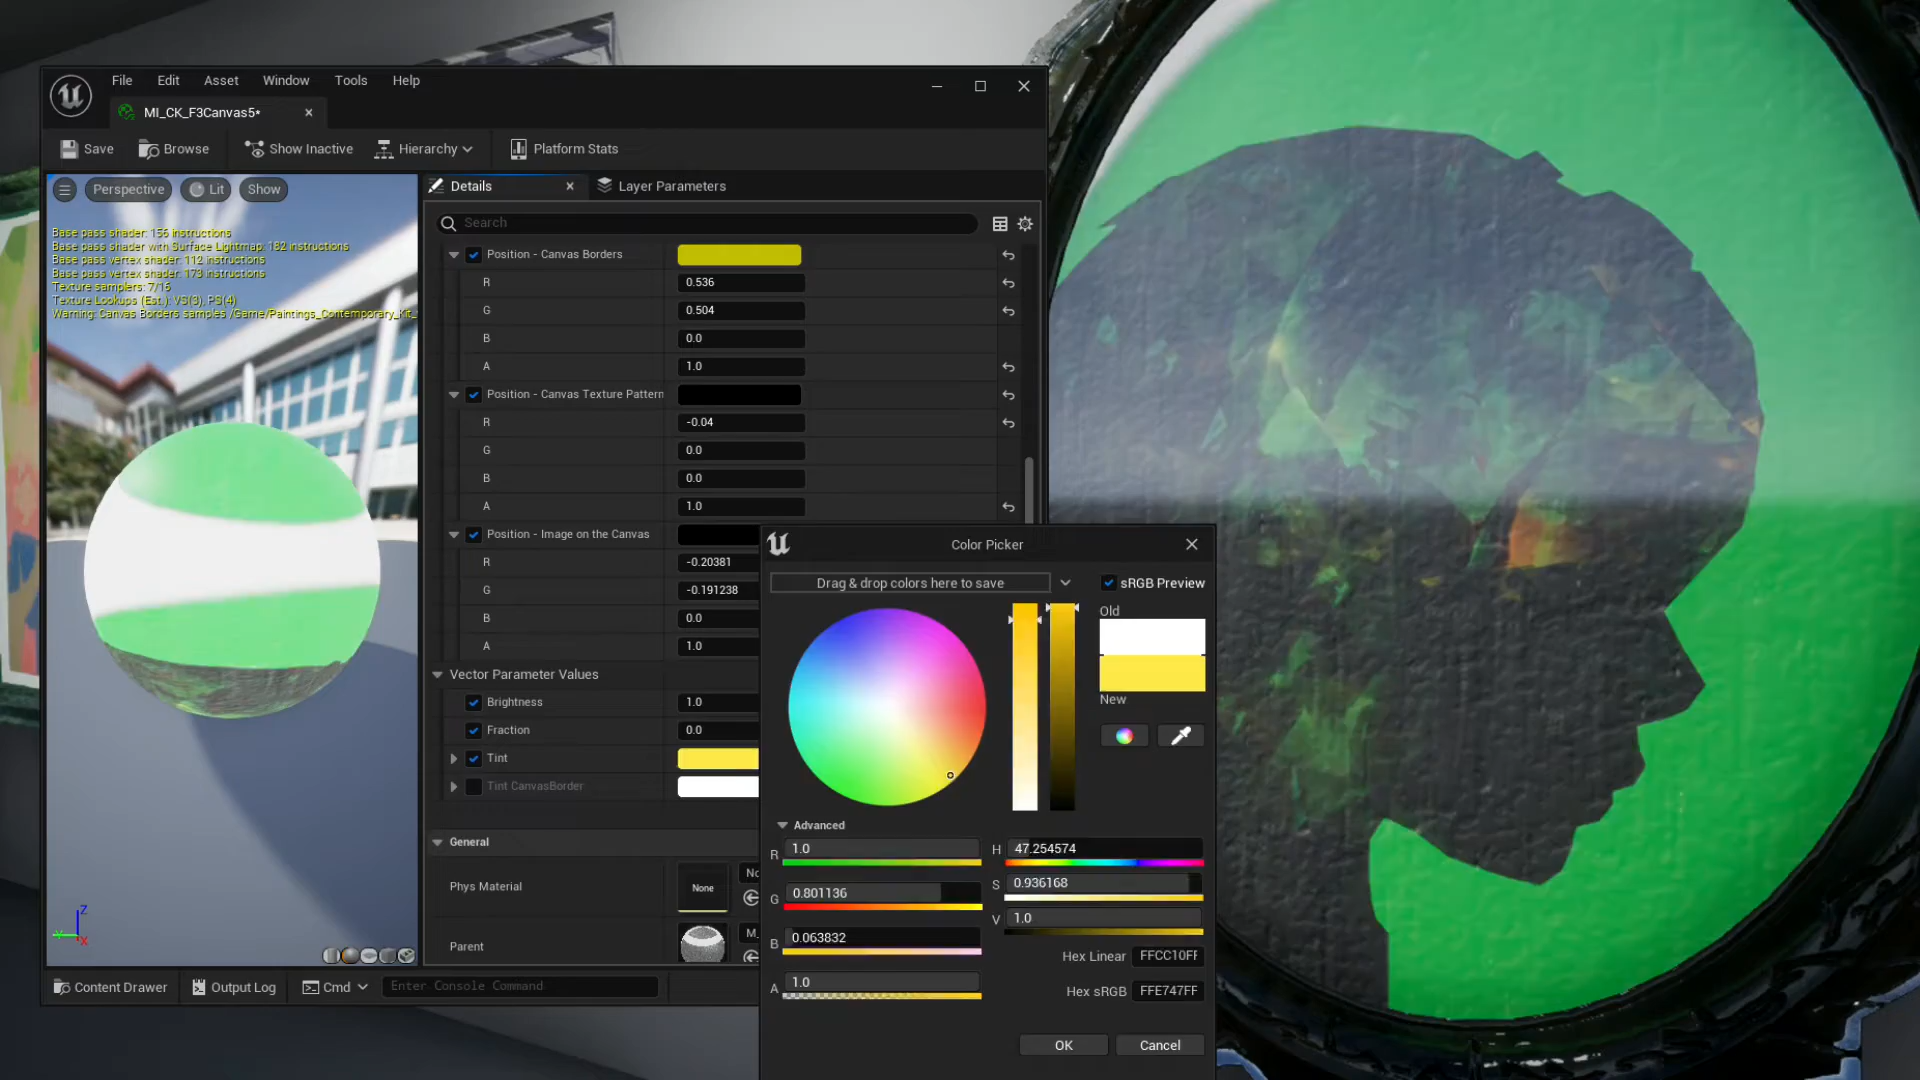 File Edit Asset Window Tools Help
MI_CK_F3Canvas5*
Save Browse Show Inactive Hierarchy Platform Stats
Perspective Lit Show
Base pass shader: 156 instructions
Base pass shader with Surface Lightmap: 182 instructions
Base pass vertex shader: 112 instructions
Base pass vertex shader: 173 instructions
Texture samplers: 7/16
Texture Lookups (Est.): VS(3), PS(4)
Warning: Canvas Borders samples /Game/Paintings_Contemporary_Kit_
Z
Y
X
Details Layer Parameters
Search
Position - Canvas Borders
R 0.536
G 0.504
B 0.0
A 1.0
Position - Canvas Texture Pattern
R -0.04
G 0.0
B 0.0
A 1.0
Position - Image on the Canvas
R -0.20381
G -0.191238
B 0.0
A 1.0
Vector Parameter Values
Brightness 1.0
Fraction 0.0
Tint
Tint CanvasBorder
General
Phys Material None No
Parent M_
Content Drawer Output Log Cmd Enter Console Command
Color Picker
Drag & drop colors here to save
sRGB Preview
Old
New
Advanced
R 1.0
G 0.801136
B 0.063832
A 1.0
H 47.254574
S 0.936168
V 1.0
Hex Linear FFCC10FF
Hex sRGB FFE747FF
OK Cancel